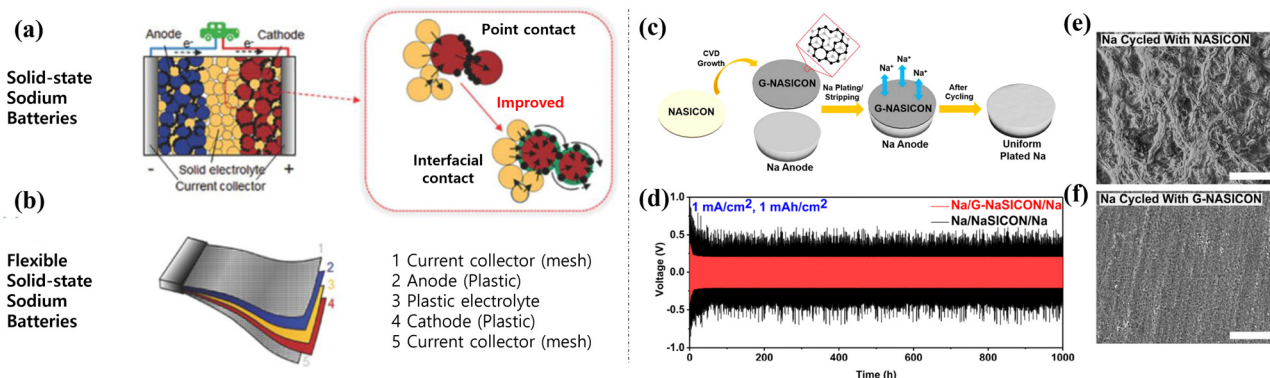 (a)
Solid-state
Sodium
Batteries
Anode
Cathode
e-
e-
-
+
Solid electrolyte
Current collector
Point contact
Improved
Interfacial
contact
(b)
Flexible
Solid-state
Sodium
Batteries
1
2
3
4
5
1 Current collector (mesh)
2 Anode (Plastic)
3 Plastic electrolyte
4 Cathode (Plastic)
5 Current collector (mesh)
(c)
NASICON
CVD
Growth
G-NASICON
Na Anode
Na Plating/
Stripping
Na⁺
Na⁺
Na⁺
G-NASICON
Na Anode
After
Cycling
Uniform
Plated Na
(d)
1 mA/cm², 1 mAh/cm²
Na/G-NaSICON/Na
Na/NaSICON/Na
Voltage (V)
1.0
0.5
0.0
-0.5
-1.0
0
200
400
600
800
1000
Time (h)
(e)
Na Cycled With NASICON
(f)
Na Cycled With G-NASICON